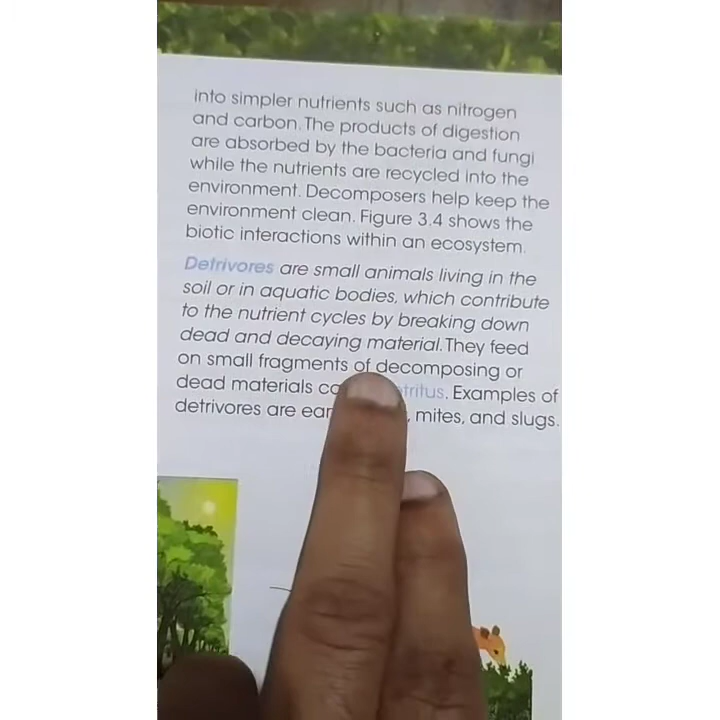 into simpler nutrients such as nitrogen
and carbon. The products of digestion
are absorbed by the bacteria and fungi
while the nutrients are recycled into the
environment. Decomposers help keep the
environment clean. Figure 3.4 shows the
biotic interactions within an ecosystem.
Detrivores are small animals living in the
soil or in aquatic bodies, which contribute
to the nutrient cycles by breaking down
dead and decaying material. They feed
on small fragments of decomposing or
dead materials . Examples of
detrivores are , mites, and slugs.